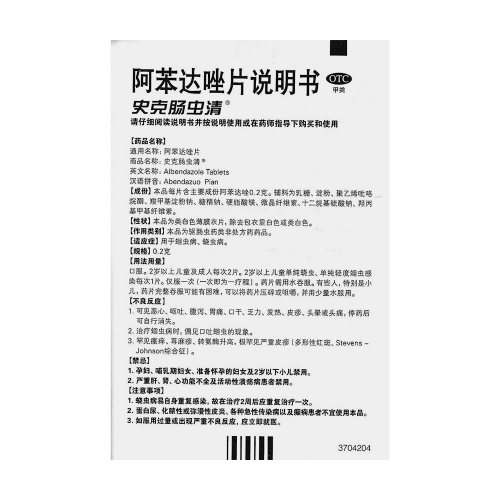 阿苯达唑片说明书
OTC
甲类
史克肠虫清®
请仔细阅读说明书并按说明使用或在药师指导下购买和使用
【药品名称】
通用名称：阿苯达唑片
商品名称：史克肠虫清®
英文名称：Albendazole Tablets
汉语拼音：Abendazuo Pian
【成份】本品每片含主要成份阿苯达唑0.2克。辅料为乳糖、淀粉、聚乙烯吡咯
烷酮、羧甲基淀粉钠、糖精钠、硬脂酸镁、微晶纤维素、十二烷基硫酸钠、羟丙
基甲基纤维素。
【性状】本品为类白色薄膜衣片，除去包衣显白色或类白色。
【作用类别】本品为驱肠虫药类非处方药药品。
【适应症】用于蛔虫病、蛲虫病。
【规格】0.2克
【用法用量】
口服。2岁以上儿童及成人每次2片。2岁以上儿童单纯蛲虫、单纯轻度蛔虫感
染每次1片。仅服一次（一次即为一疗程）。药片需用水吞服。有些人，特别是小
儿，药片完整吞服可能有困难，可以将药片压碎或咀嚼，并用少量水服用。
【不良反应】
1. 可见恶心、呕吐、腹泻、胃痛、口干、乏力、发热、皮疹、头晕或头痛，停药后
可自行消失。
2. 治疗蛔虫病时，偶见口吐蛔虫的现象。
3. 罕见瘙痒、荨麻疹、转氨酶升高，极罕见严重皮疹（多形性红斑、Stevens –
Johnson综合征）。
【禁忌】
1. 孕妇、哺乳期妇女、准备怀孕的妇女及2岁以下小儿禁用。
2. 严重肝、肾、心功能不全及活动性溃疡病患者禁用。
【注意事项】
1. 蛲虫病易自身重复感染，故在治疗2周后应重复治疗一次。
2. 蛋白尿、化脓性或弥漫性皮炎、各种急性传染病以及癫痫患者不宜使用本品。
3. 如服用过量或出现严重不良反应，应立即就医。
3704204